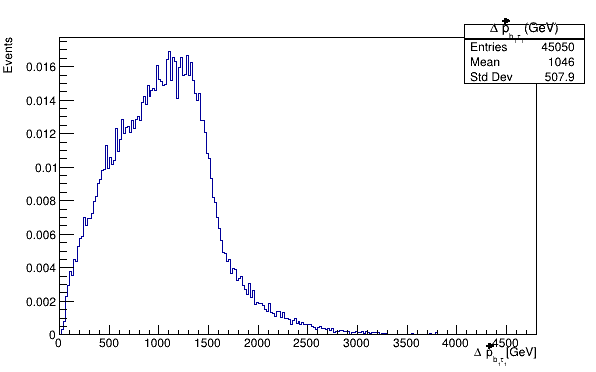 Δ p⃗ b₁τ₁ (GeV)
Entries 45050
Mean 1046
Std Dev 507.9
Events
0.016
0.014
0.012
0.01
0.008
0.006
0.004
0.002
0
0 500 1000 1500 2000 2500 3000 3500 4000 4500
Δ p⃗ b₁τ₁ [GeV]